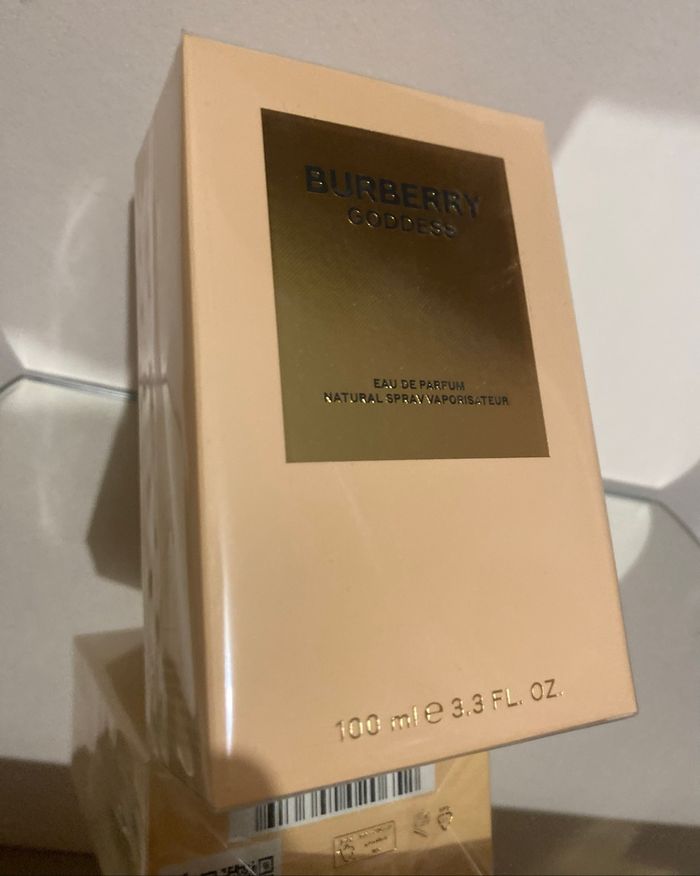 BURBERRY
GODDESS
EAU DE PARFUM
NATURAL SPRAY VAPORISATEUR
100 ml e 3.3 FL. OZ.